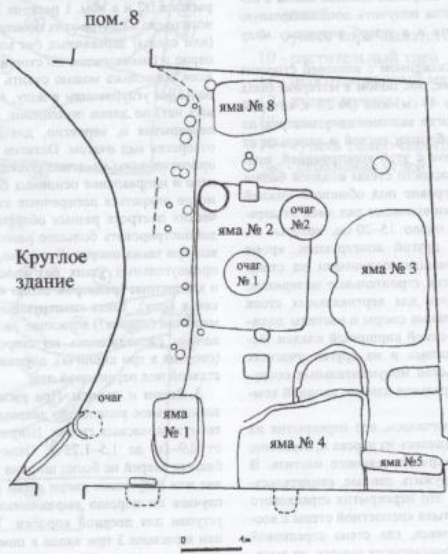 пом. 8
яма № 8
яма № 2
очаг
№2
очаг
№ 1
яма № 3
Круглое
здание
очаг
яма
№ 1
яма № 4
яма №5
0 4м